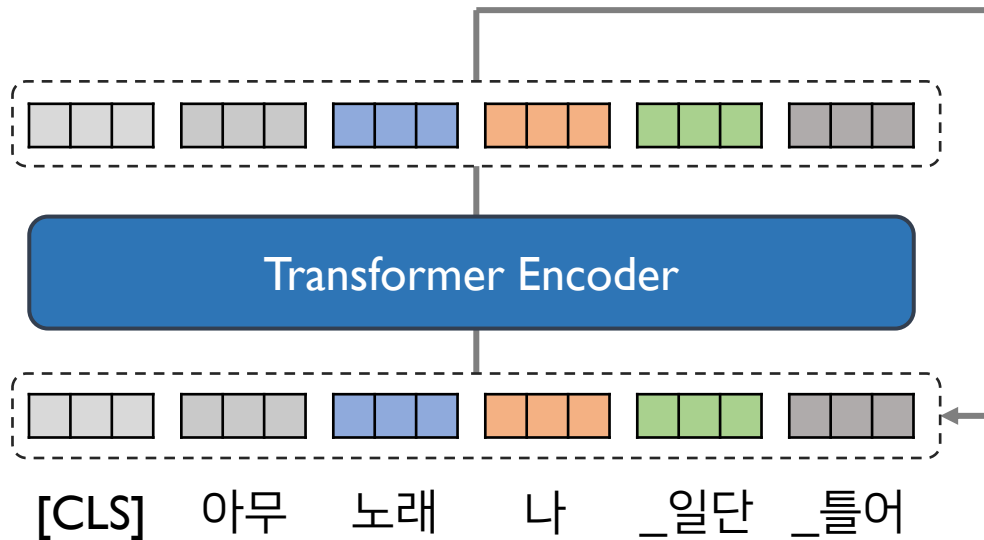 Transformer Encoder
[CLS] 아무 노래 나 _일단 _틀어